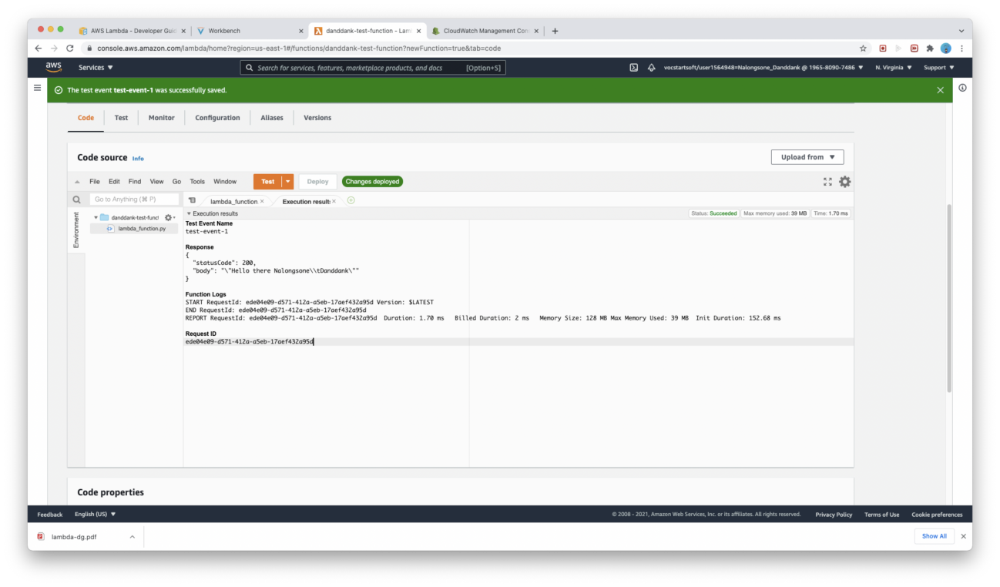 AWS Lambda - Developer Guid
Workbench
danddank-test-function - Lam
CloudWatch Management Con
console.aws.amazon.com/lambda/home?region=us-east-1#/functions/danddank-test-function?newFunction=true&tab=code
aws Services ▼ Search for services, features, marketplace products, and docs [Option+S] vocstartsoft/user1564948=Nalongsone_Danddank @ 1965-8090-7486 ▼ N. Virginia ▼ Support ▼
The test event test-event-1 was successfully saved.
Code Test Monitor Configuration Aliases Versions
Code source Info Upload from ▼
File Edit Find View Go Tools Window Test Deploy Changes deployed
Go to Anything (⌘ P) lambda_function × Execution results ×
Environment
danddank-test-funct
lambda_function.py
Execution results Status: Succeeded Max memory used: 39 MB Time: 1.70 ms
Test Event Name
test-event-1
Response
{
"statusCode": 200,
"body": "\"Hello there Nalongsone\\tDanddank\""
}
Function Logs
START RequestId: ede04e09-d571-412a-a5eb-17aef432a95d Version: $LATEST
END RequestId: ede04e09-d571-412a-a5eb-17aef432a95d
REPORT RequestId: ede04e09-d571-412a-a5eb-17aef432a95d Duration: 1.70 ms Billed Duration: 2 ms Memory Size: 128 MB Max Memory Used: 39 MB Init Duration: 152.68 ms
Request ID
ede04e09-d571-412a-a5eb-17aef432a95d
Code properties
Feedback English (US) ▼ © 2008 - 2021, Amazon Web Services, Inc. or its affiliates. All rights reserved. Privacy Policy Terms of Use Cookie preferences
lambda-dg.pdf Show All